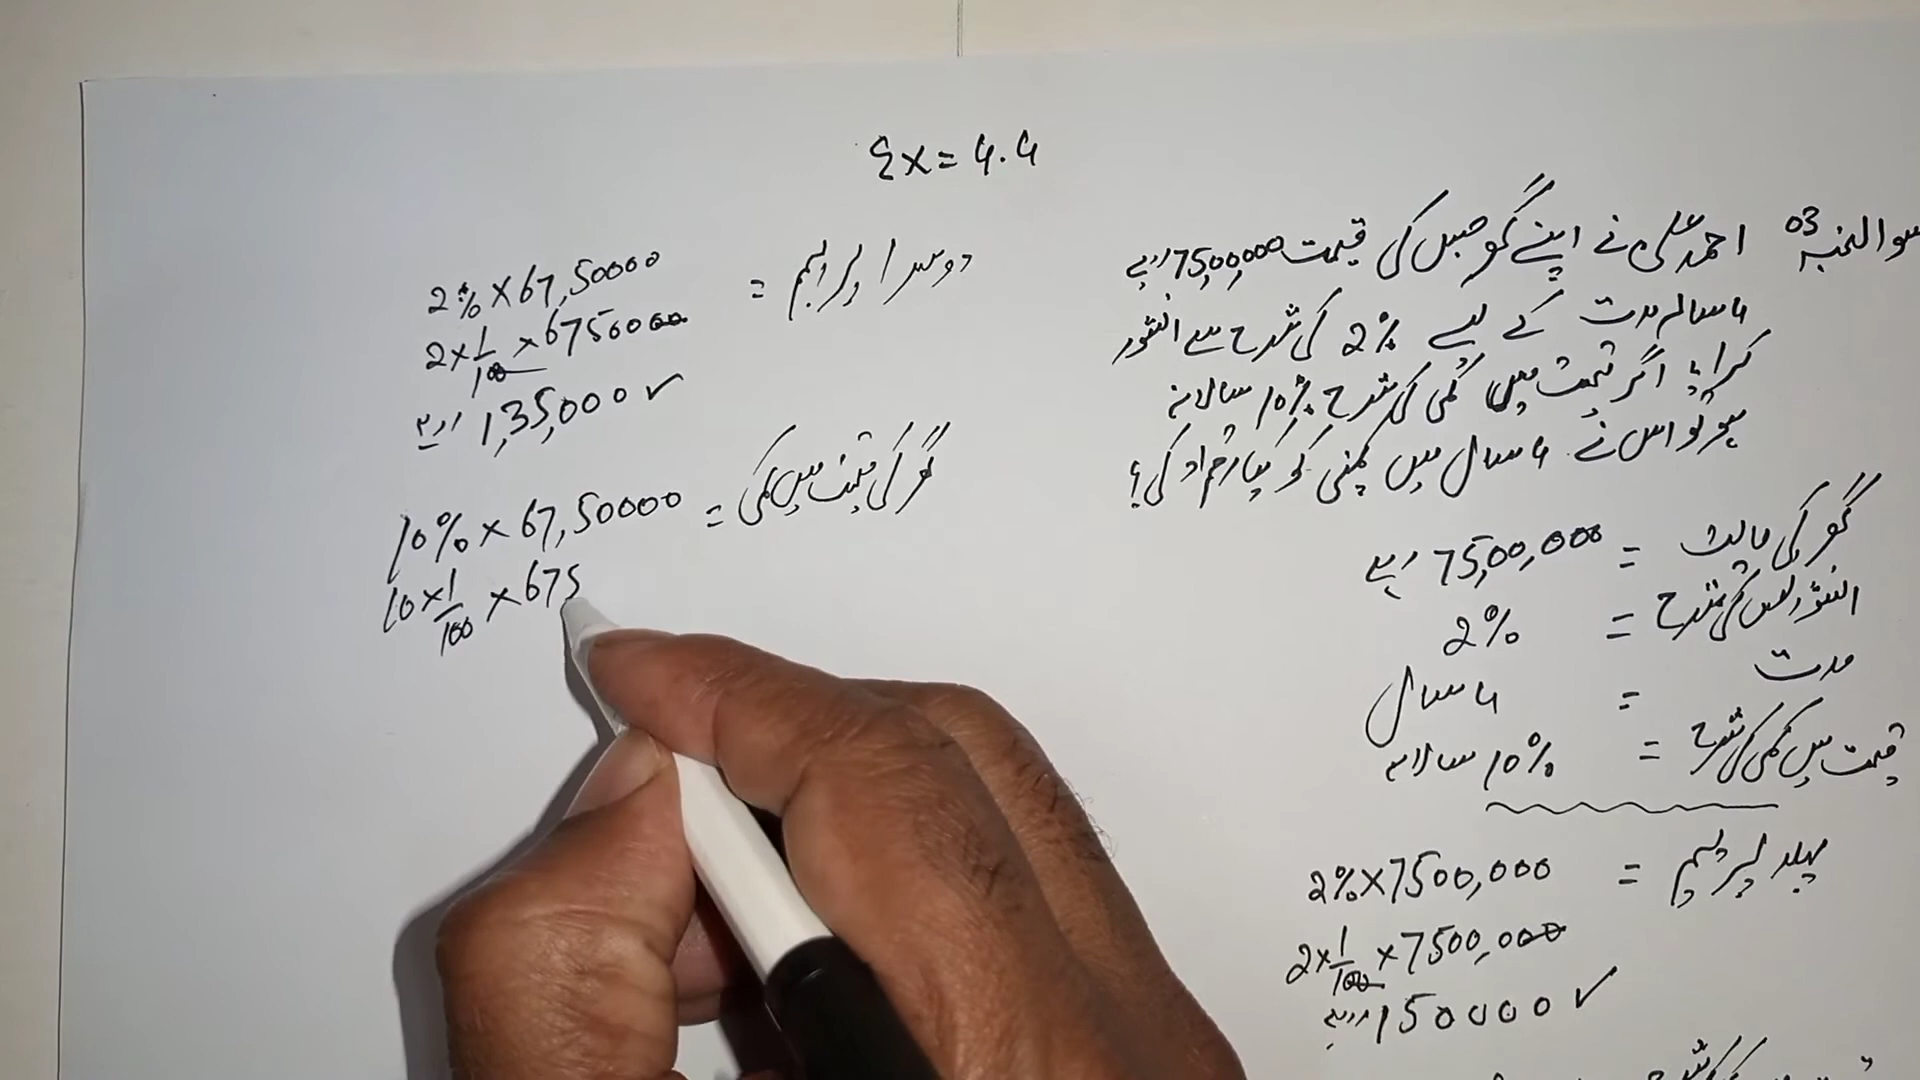 Ex = 4.4
سوال نمبر 03 احمد علی نے اپنے گھر جس کی قیمت 75,00,000 روپے
4 سالہ مدت کے لیے 2% کی شرح سے انشور
کرایا اگر قیمت میں کمی کی شرح 10% سالانہ
ہو تو اس نے 4 سال میں کمپنی کو کیا رقم ادا کی؟
گھر کی مالیت = 75,00,000 روپے
انشورنس کی شرح = 2%
مدت = 4 سال
قیمت میں کمی کی شرح = 10% سالانہ
پہلا پریمیم = 2% × 7500,000
2 × 1/100 × 7500,000
150000 روپے ✓
دوسرا پریمیم = 2% × 67,50000
2 × 1/100 × 6750000
1,35,000 روپے ✓
گھر کی قیمت میں کمی = 10% × 67,50000
10 × 1/100 × 675